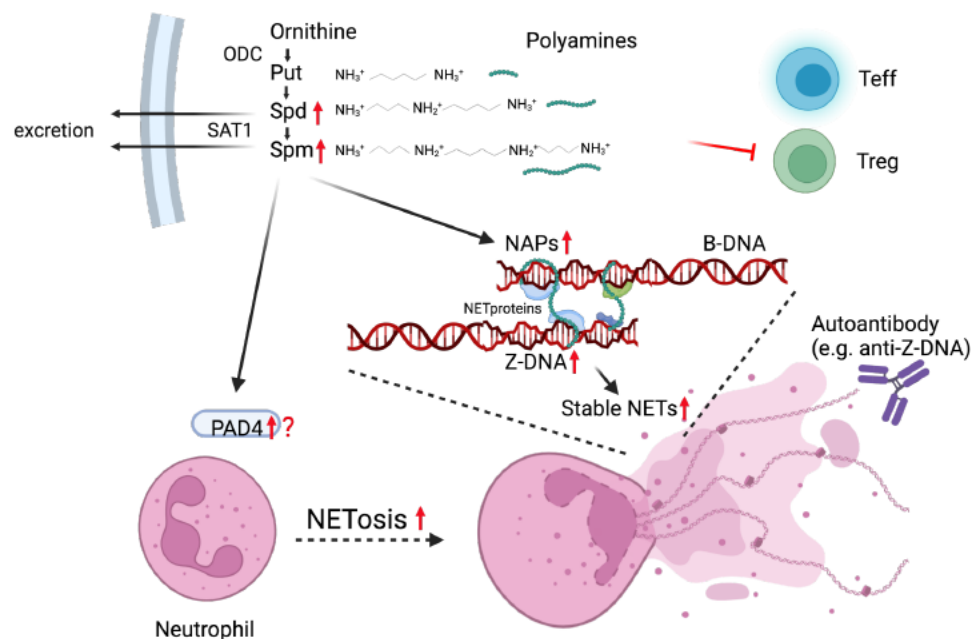 Ornithine
ODC
Polyamines
Put
NH₃⁺ NH₃⁺
Teff
Spd
NH₃⁺ NH₂⁺ NH₃⁺
excretion
SAT1
Spm
NH₃⁺ NH₂⁺ NH₂⁺ NH₃⁺
Treg
NAPs
B-DNA
NETproteins
Z-DNA
Autoantibody
(e.g. anti-Z-DNA)
Stable NETs
PAD4 ?
NETosis
Neutrophil